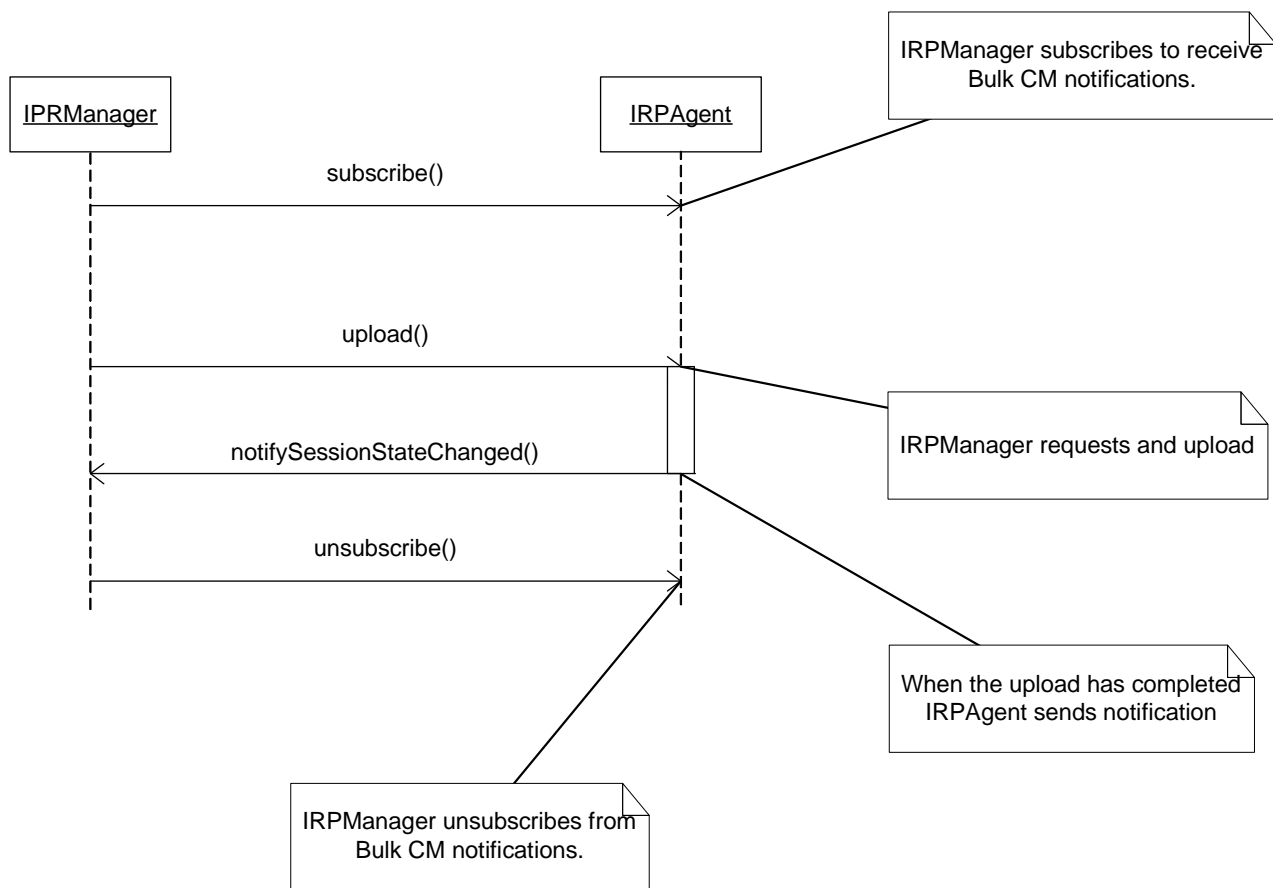 IRPManager subscribes to receive
Bulk CM notifications.
IPRManager
IRPAgent
subscribe()
upload()
IRPManager requests and upload
notifySessionStateChanged()
unsubscribe()
When the upload has completed
IRPAgent sends notification
IRPManager unsubscribes from
Bulk CM notifications.